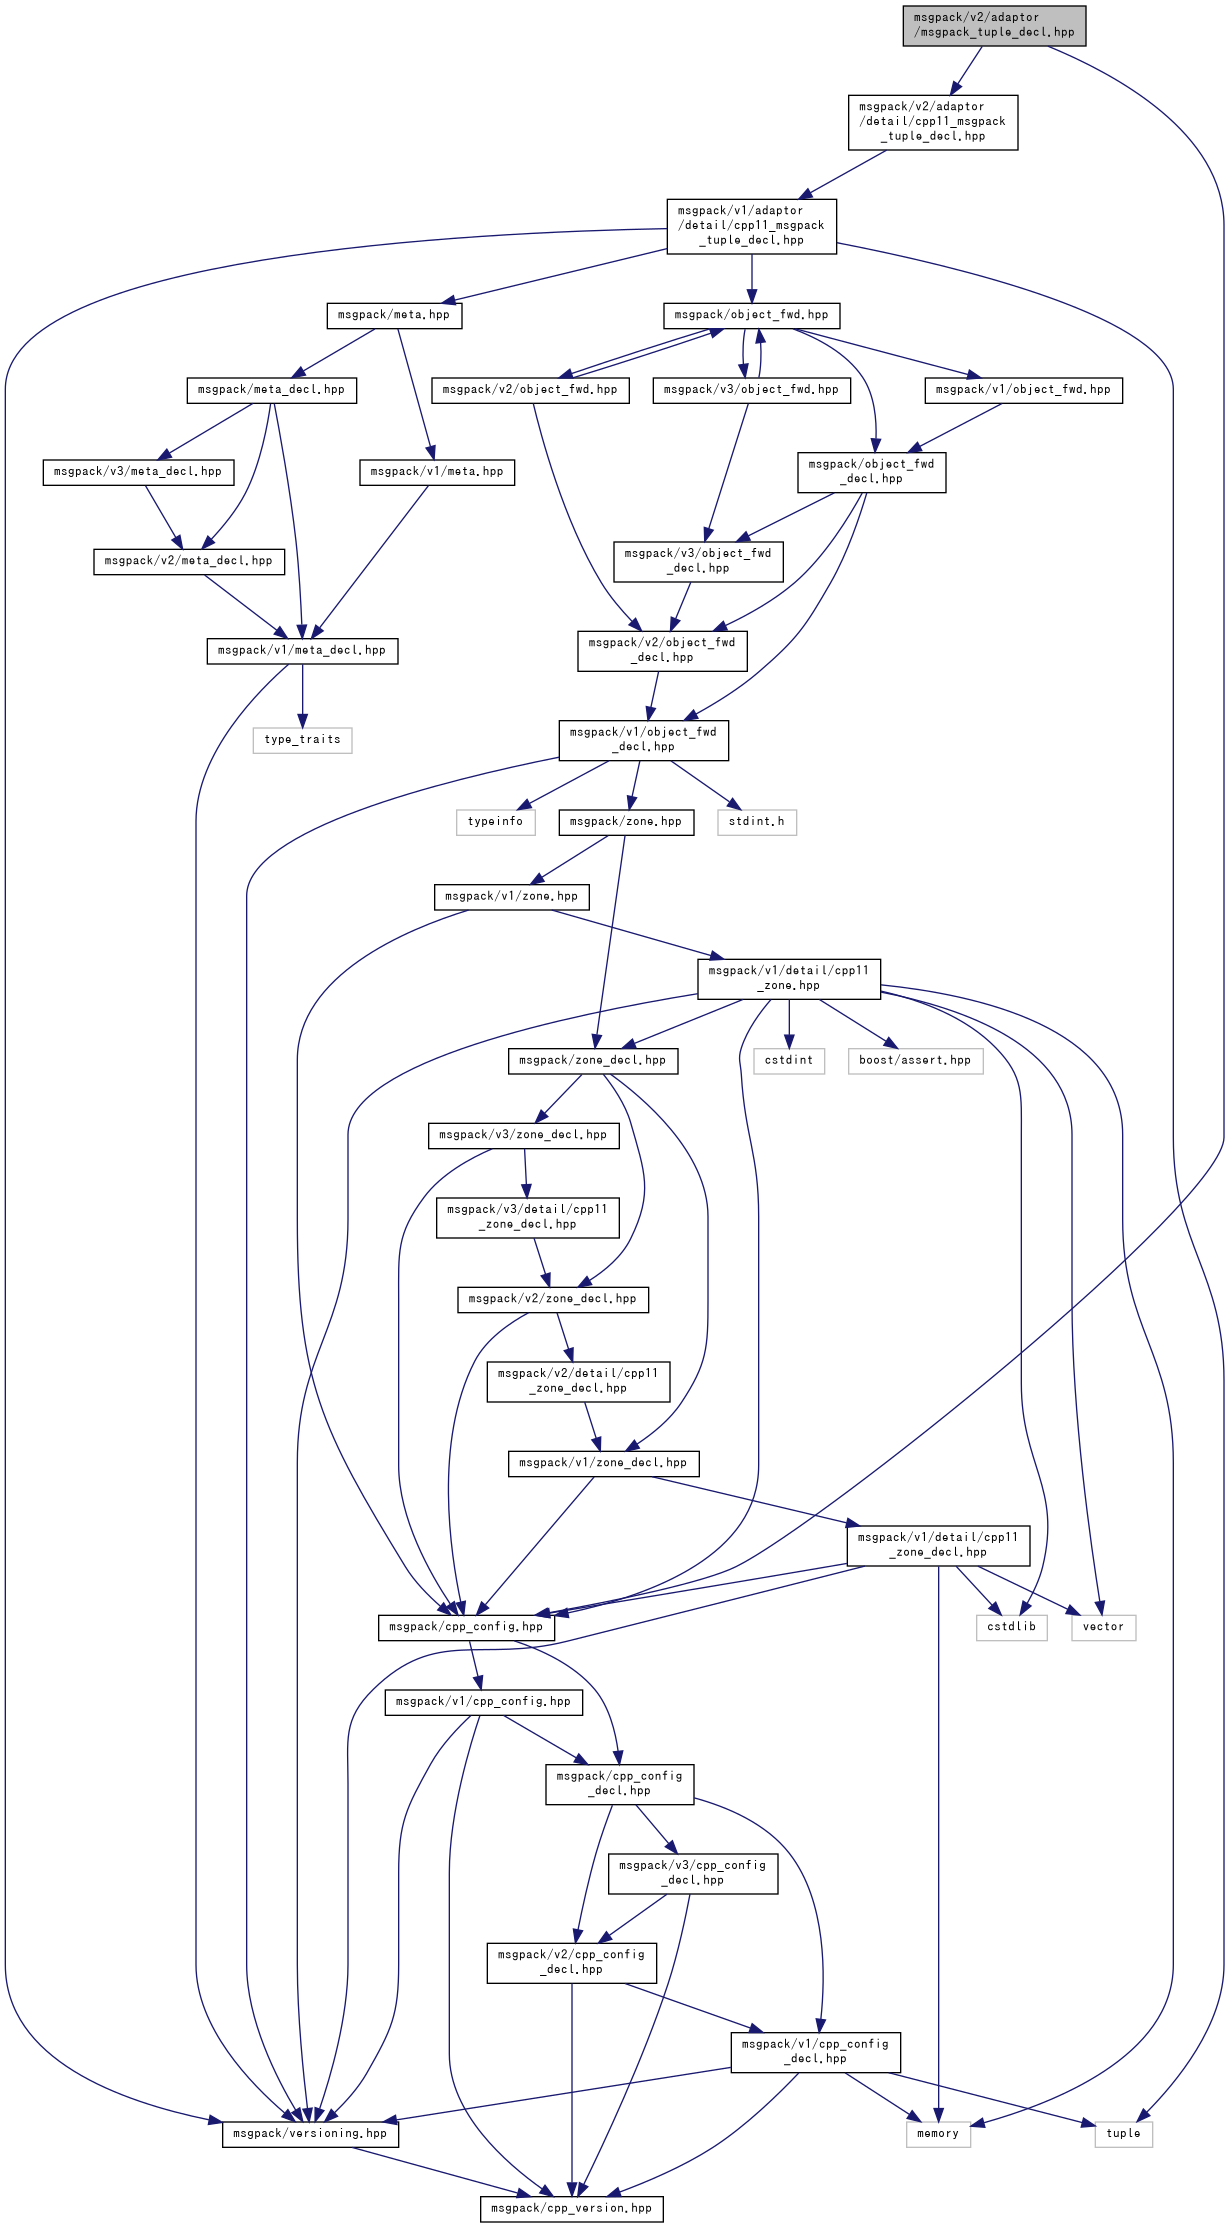 msgpack/v2/adaptor
/msgpack_tuple_decl.hpp
msgpack/v2/adaptor
/detail/cpp11_msgpack
_tuple_decl.hpp
msgpack/v1/adaptor
/detail/cpp11_msgpack
_tuple_decl.hpp
msgpack/meta.hpp
msgpack/object_fwd.hpp
msgpack/meta_decl.hpp
msgpack/v2/object_fwd.hpp
msgpack/v3/object_fwd.hpp
msgpack/v1/object_fwd.hpp
msgpack/v3/meta_decl.hpp
msgpack/v1/meta.hpp
msgpack/object_fwd
_decl.hpp
msgpack/v2/meta_decl.hpp
msgpack/v3/object_fwd
_decl.hpp
msgpack/v1/meta_decl.hpp
msgpack/v2/object_fwd
_decl.hpp
type_traits
msgpack/v1/object_fwd
_decl.hpp
typeinfo
msgpack/zone.hpp
stdint.h
msgpack/v1/zone.hpp
msgpack/v1/detail/cpp11
_zone.hpp
msgpack/zone_decl.hpp
cstdint
boost/assert.hpp
msgpack/v3/zone_decl.hpp
msgpack/v3/detail/cpp11
_zone_decl.hpp
msgpack/v2/zone_decl.hpp
msgpack/v2/detail/cpp11
_zone_decl.hpp
msgpack/v1/zone_decl.hpp
msgpack/v1/detail/cpp11
_zone_decl.hpp
msgpack/cpp_config.hpp
cstdlib
vector
msgpack/v1/cpp_config.hpp
msgpack/cpp_config
_decl.hpp
msgpack/v3/cpp_config
_decl.hpp
msgpack/v2/cpp_config
_decl.hpp
msgpack/v1/cpp_config
_decl.hpp
msgpack/versioning.hpp
memory
tuple
msgpack/cpp_version.hpp